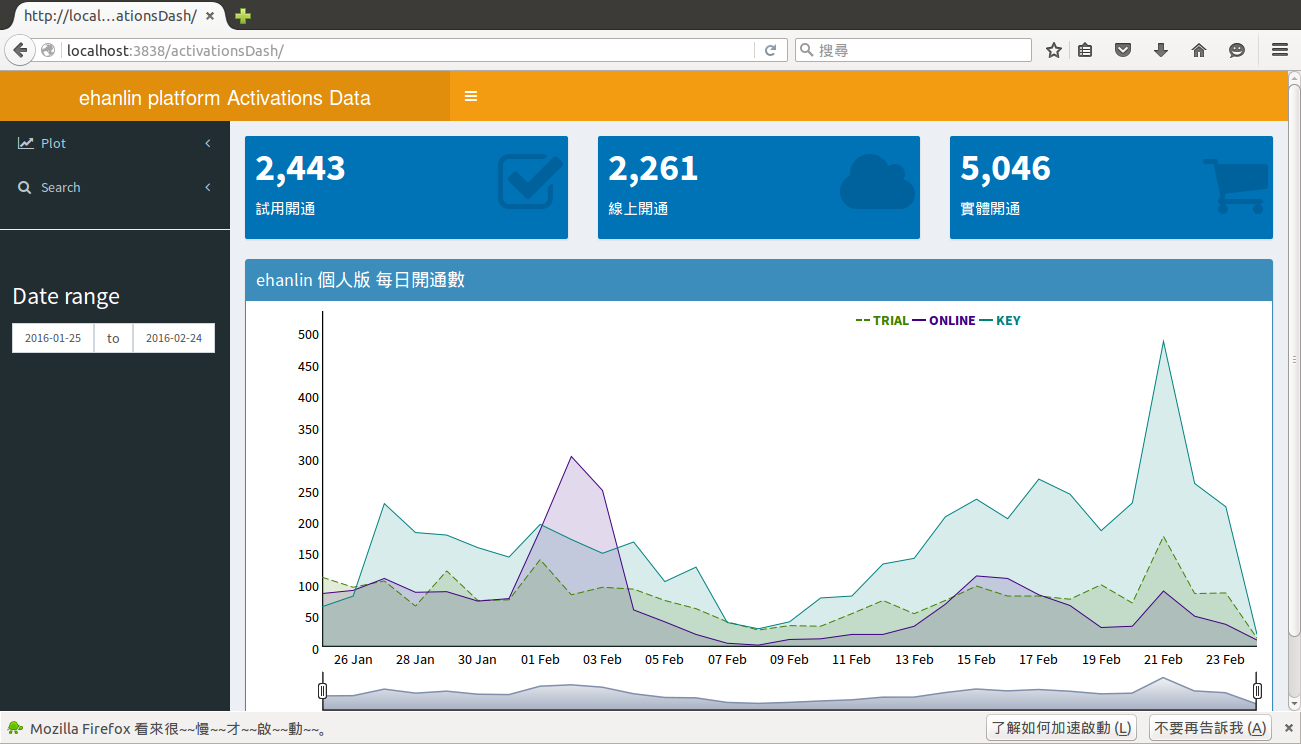 http://local...ationsDash/
localhost:3838/activationsDash/
搜尋
ehanlin platform Activations Data
Plot
Search
Date range
2016-01-25 to 2016-02-24
2,443
試用開通
2,261
線上開通
5,046
實體開通
ehanlin 個人版 每日開通數
TRIAL ONLINE KEY
500
450
400
350
300
250
200
150
100
50
0
26 Jan 28 Jan 30 Jan 01 Feb 03 Feb 05 Feb 07 Feb 09 Feb 11 Feb 13 Feb 15 Feb 17 Feb 19 Feb 21 Feb 23 Feb
Mozilla Firefox 看來很~~慢~~才~~啟~~動~~。
了解如何加速啟動 (L)
不要再告訴我 (A)